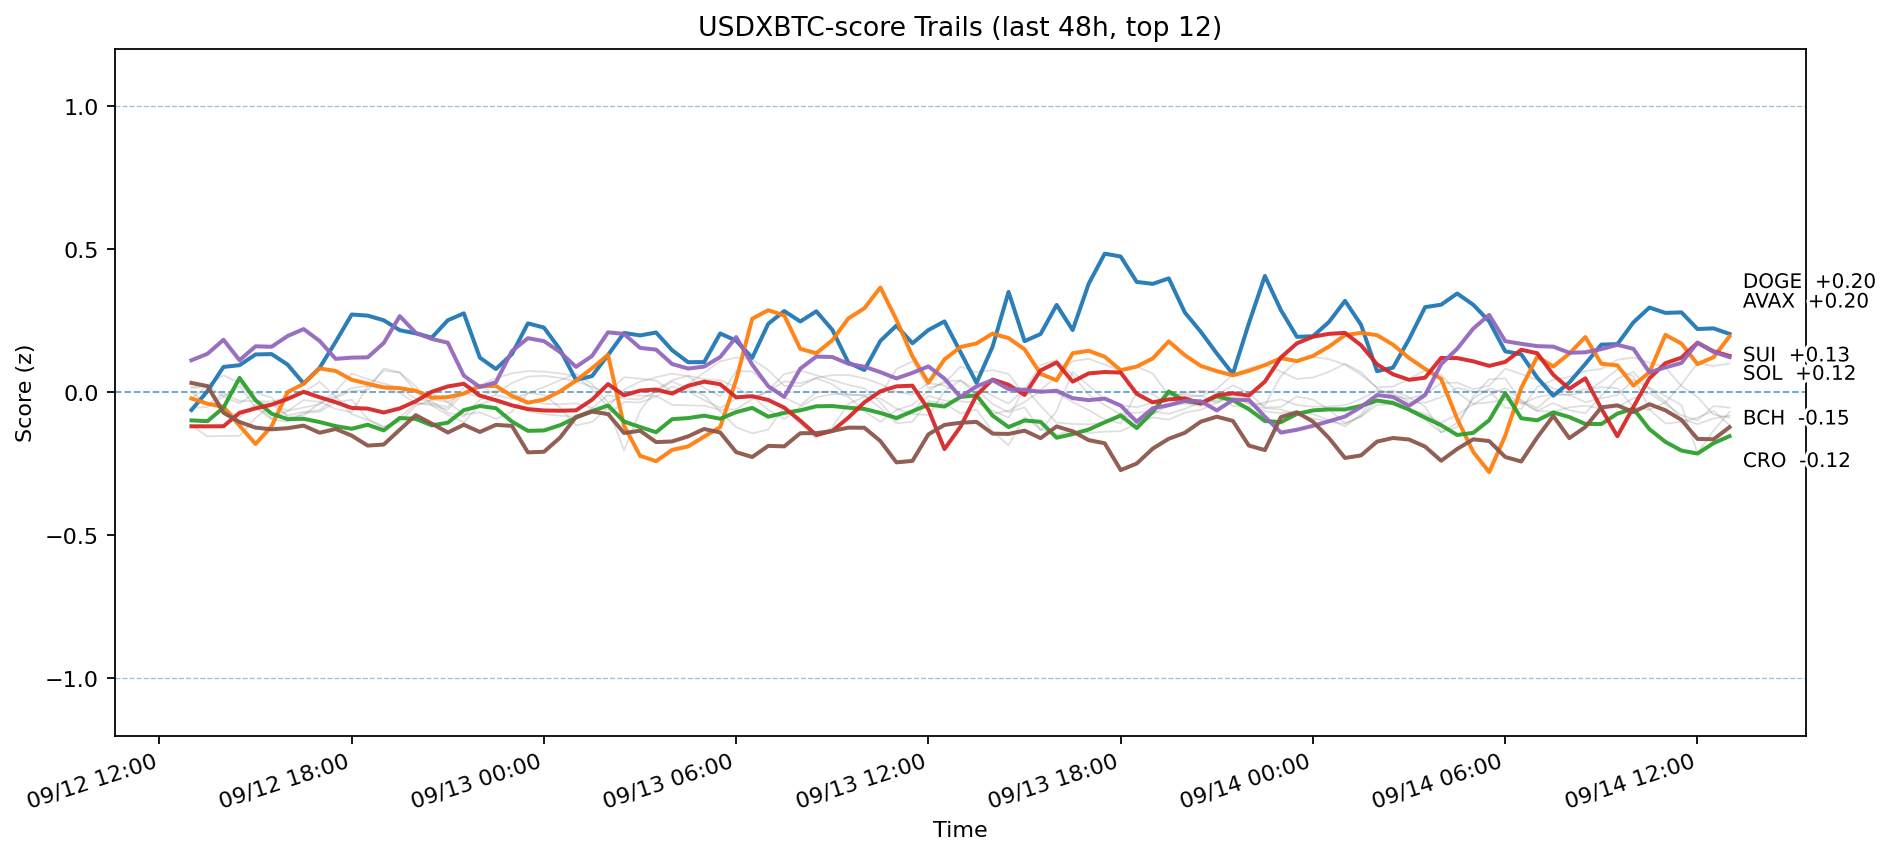 USDXBTC-score Trails (last 48h, top 12)
Score (z)
1.0
0.5
0.0
−0.5
−1.0
DOGE +0.20
AVAX +0.20
SUI +0.13
SOL +0.12
BCH -0.15
CRO -0.12
09/12 12:00
09/12 18:00
09/13 00:00
09/13 06:00
09/13 12:00
09/13 18:00
09/14 00:00
09/14 06:00
09/14 12:00
Time